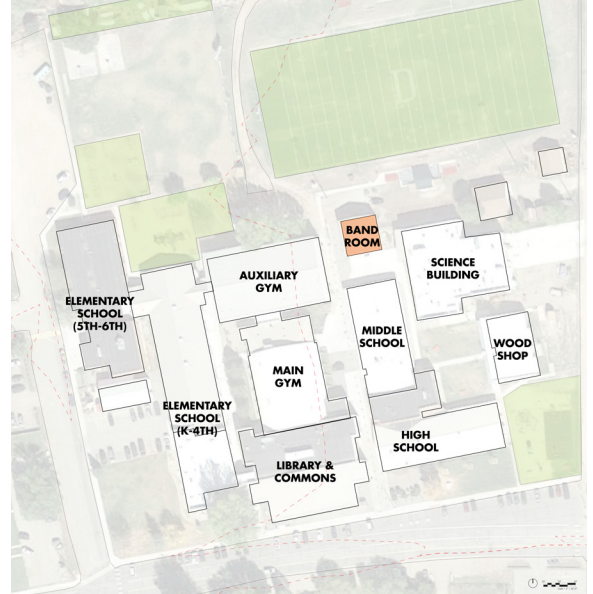 D
BAND
ROOM
SCIENCE
BUILDING
AUXILIARY
GYM
ELEMENTARY
SCHOOL
(5TH-6TH)
MIDDLE
SCHOOL
WOOD
SHOP
MAIN
GYM
ELEMENTARY
SCHOOL
(K-4TH)
HIGH
SCHOOL
LIBRARY &
COMMONS